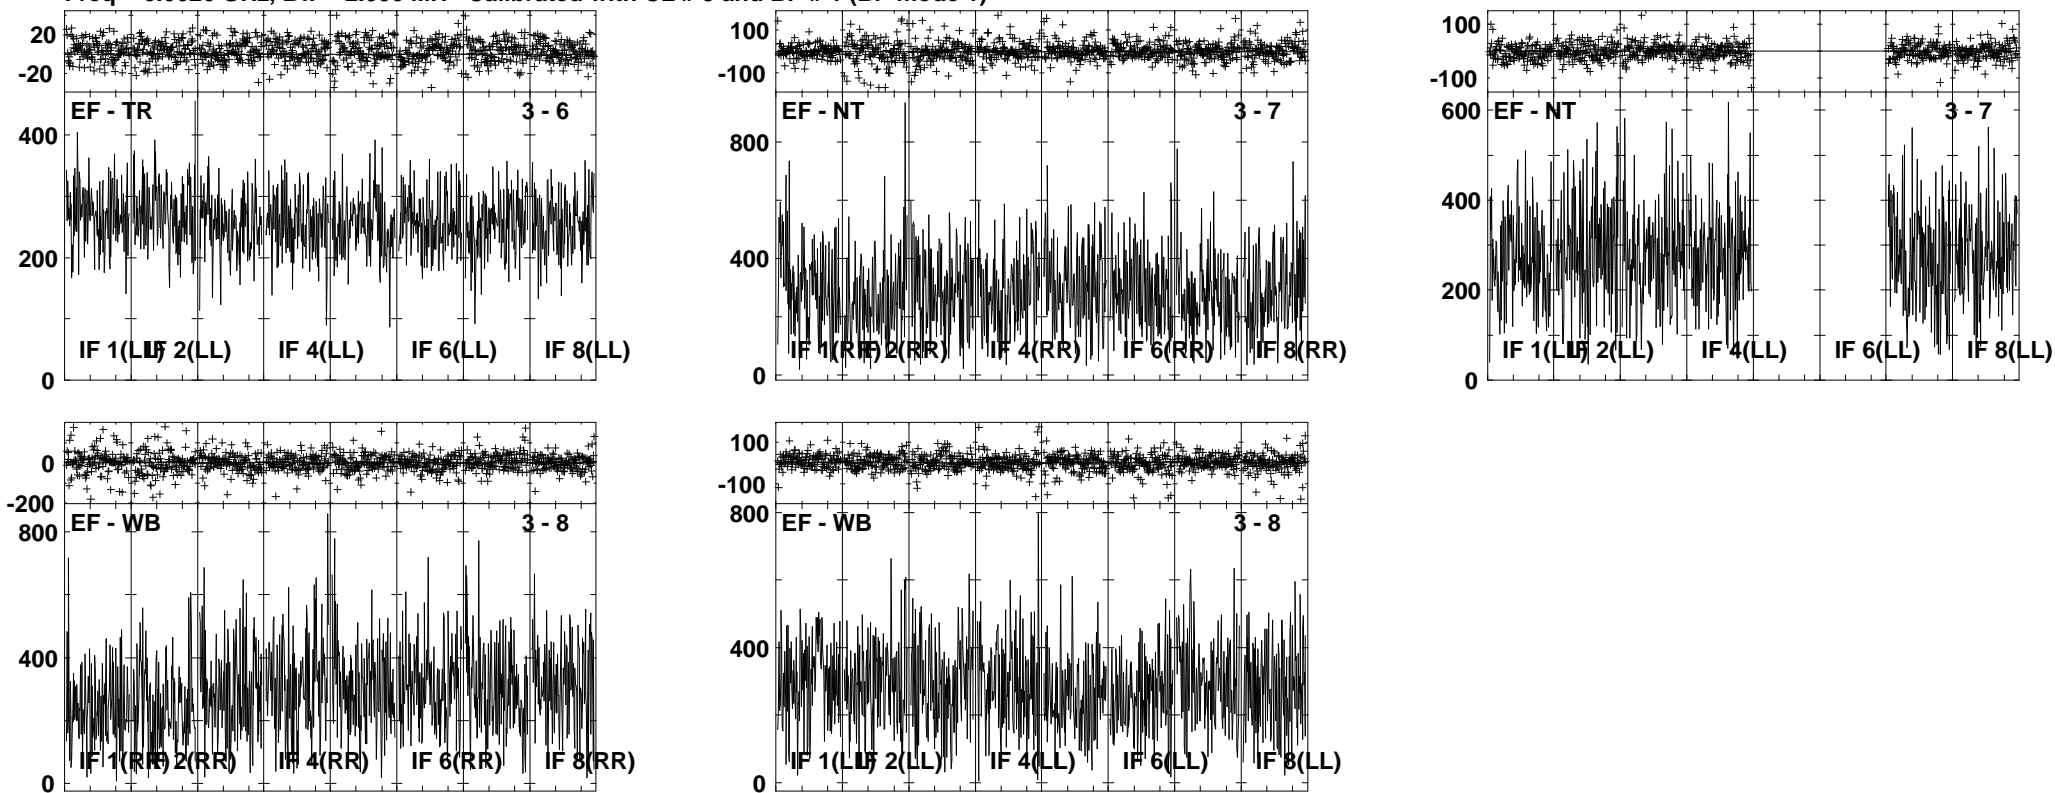 20
-20
EF - TR 3 - 6
400
200
0
IF 1(LL) IF 2(LL) IF 4(LL) IF 6(LL) IF 8(LL)
100
-100
EF - NT 3 - 7
800
400
0
IF 1(RR) IF 2(RR) IF 4(RR) IF 6(RR) IF 8(RR)
100
-100
EF - NT 3 - 7
600
400
200
0
IF 1(LL) IF 2(LL) IF 4(LL) IF 6(LL) IF 8(LL)
0
-200
EF - WB 3 - 8
800
400
0
IF 1(RR) IF 2(RR) IF 4(RR) IF 6(RR) IF 8(RR)
100
-100
EF - WB 3 - 8
800
400
0
IF 1(LL) IF 2(LL) IF 4(LL) IF 6(LL) IF 8(LL)